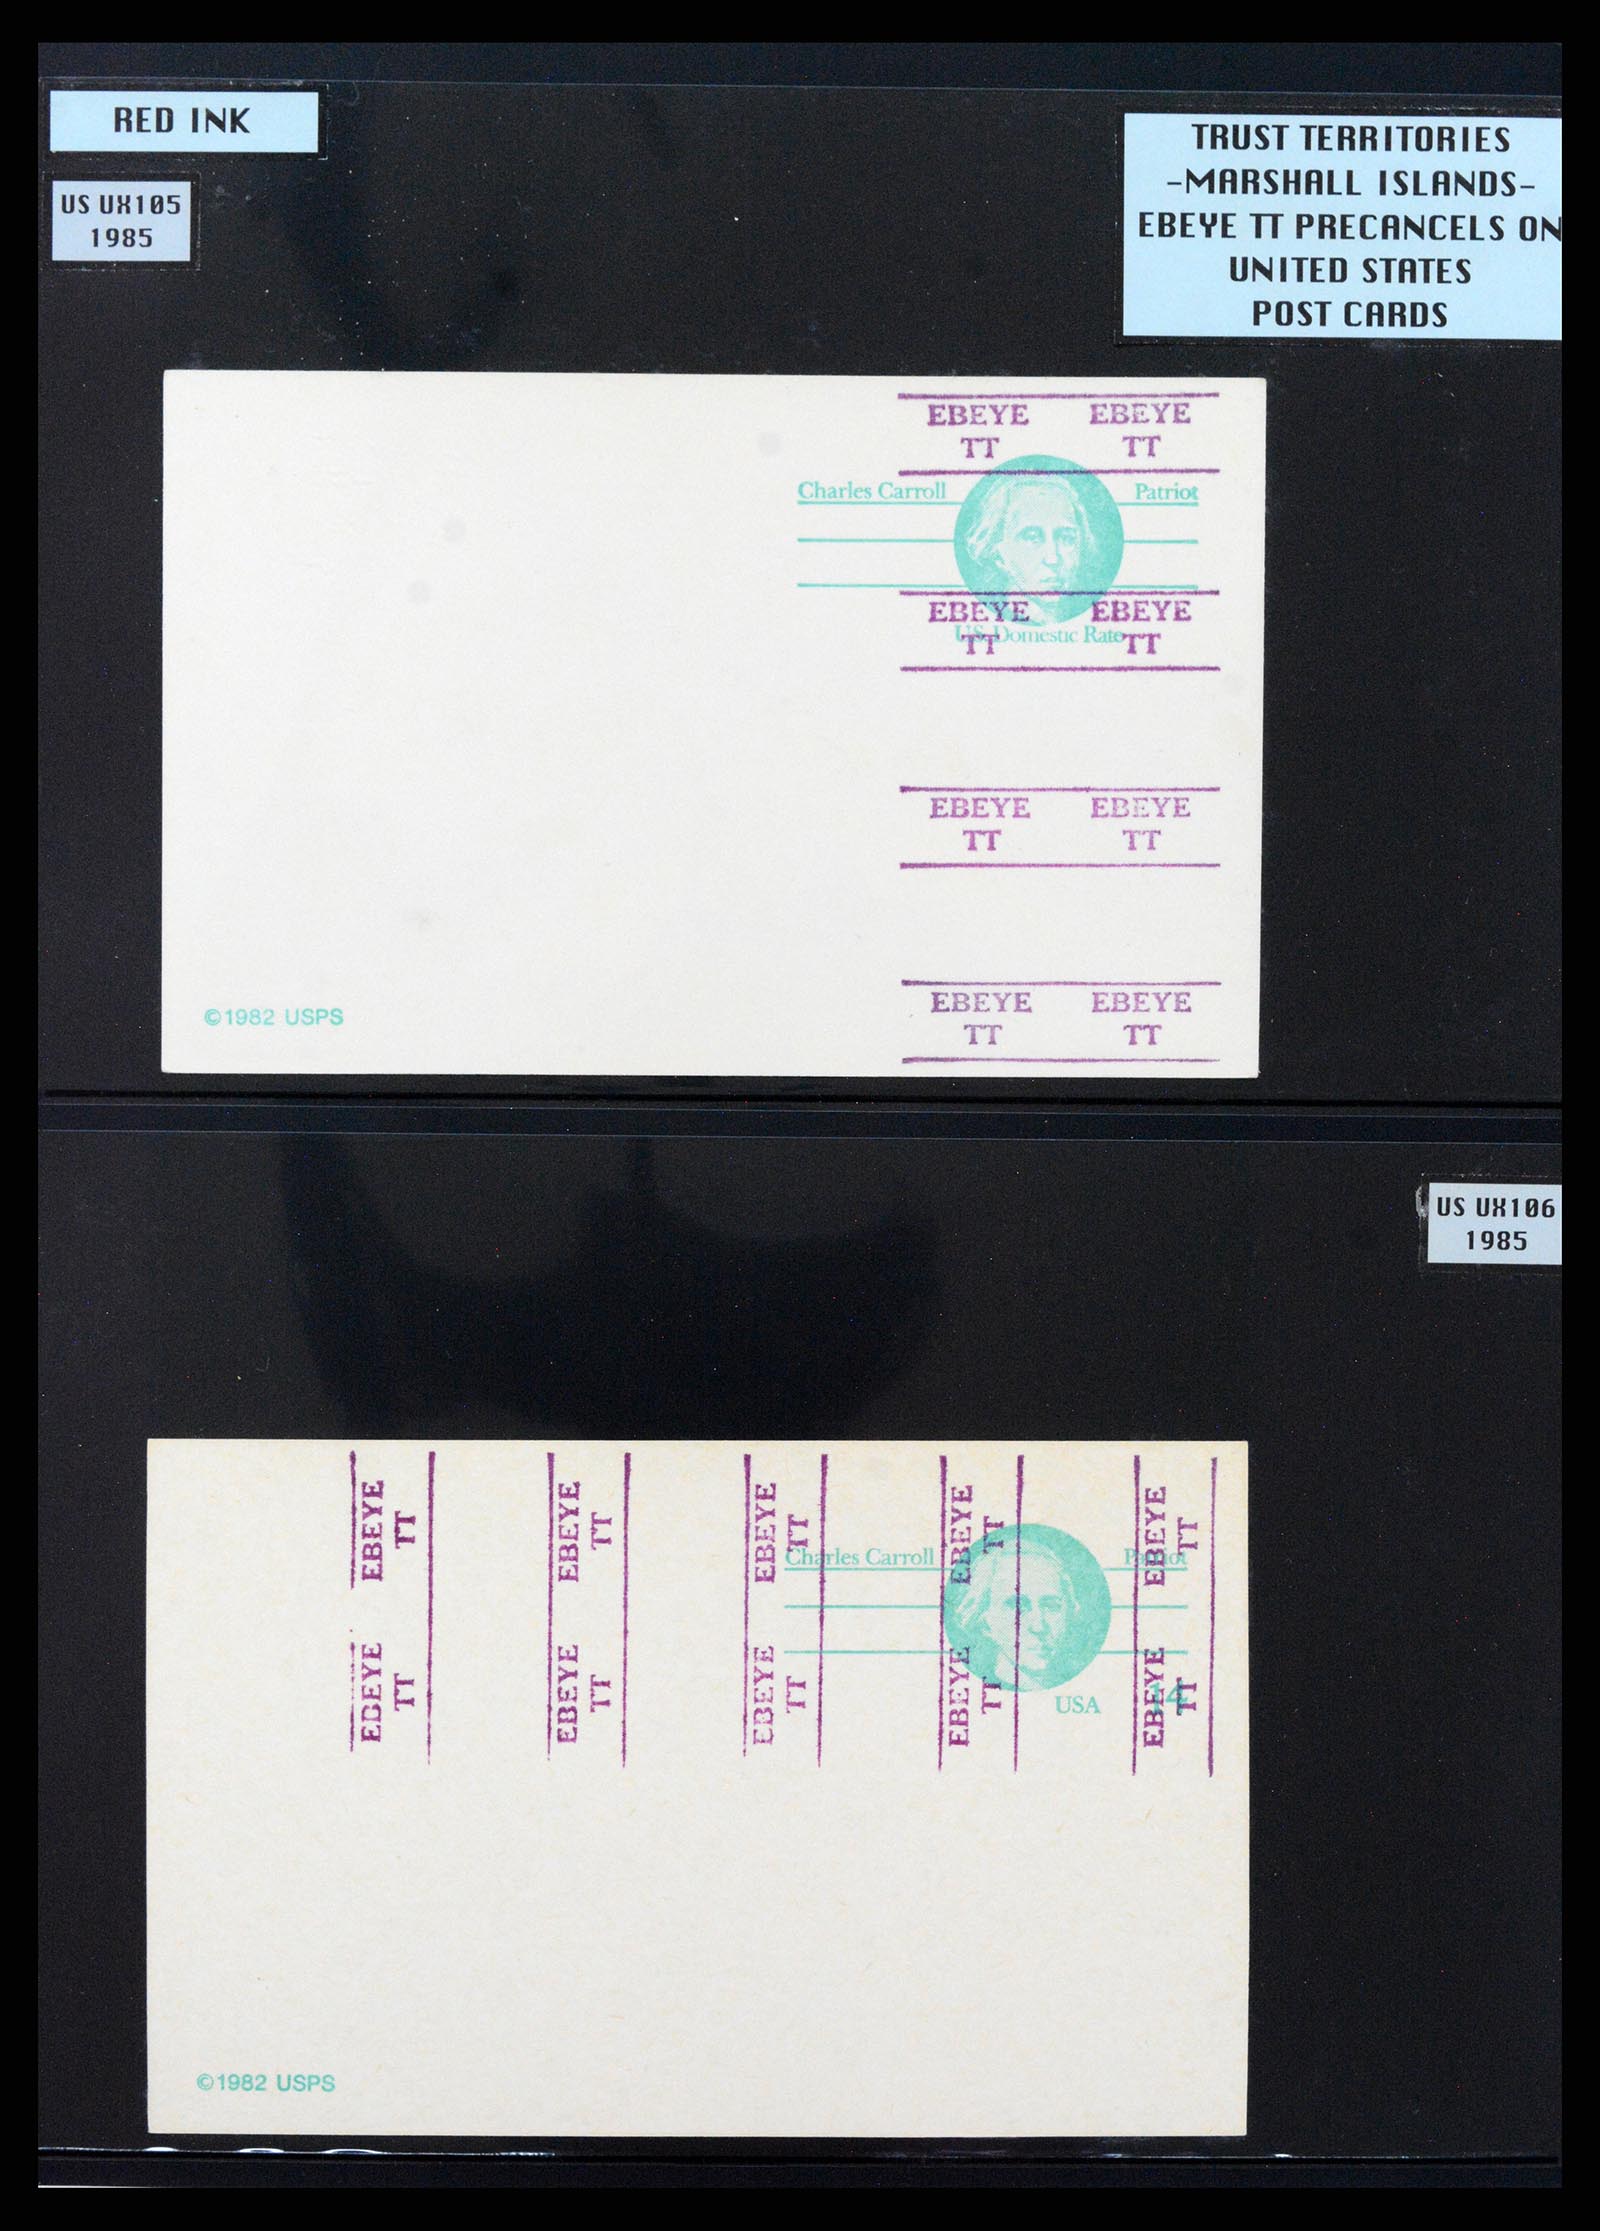 RED INK
US UX105
1985
TRUST TERRITORIES
-MARSHALL ISLANDS-
EBEYE TT PRECANCELS ON
UNITED STATES
POST CARDS
EBEYE EBEYE
TT TT
Charles Carroll Patriot
EBEYE EBEYE
U.S. Domestic Rate
TT TT
EBEYE EBEYE
TT TT
EBEYE EBEYE
TT TT
©1982 USPS
US UX106
1985
EBEYE EBEYE
TT TT
EBEYE EBEYE
TT TT
EBEYE EBEYE
TT TT
EBEYE EBEYE
TT TT
EBEYE EBEYE
TT TT
Charles Carroll Patriot
USA 14
©1982 USPS